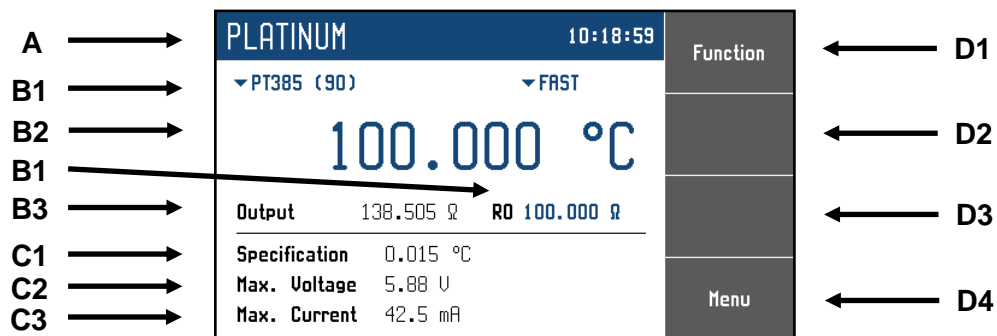 A PLATINUM 10:18:59 Function D1
B1 PT385 (90) FAST
B2 100.000 °C D2
B1
B3 Output 138.505 Ω R0 100.000 Ω D3
C1 Specification 0.015 °C
C2 Max. Voltage 5.88 V Menu D4
C3 Max. Current 42.5 mA